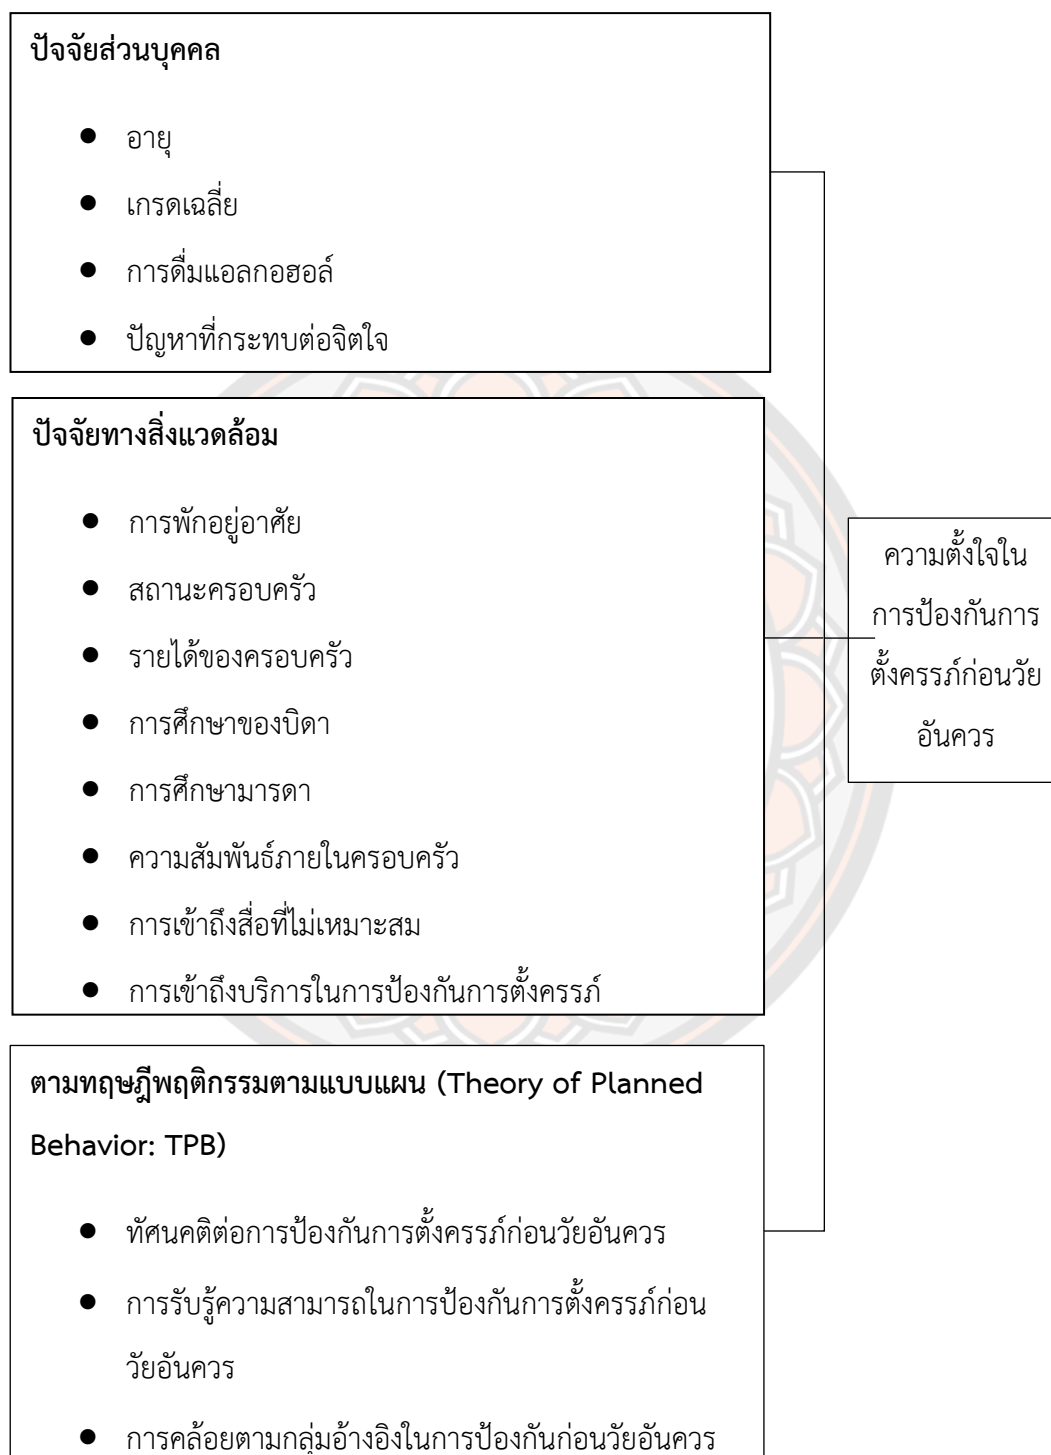 ปัจจัยส่วนบุคคล
● อายุ
● เกรดเฉลี่ย
● การดื่มแอลกอฮอล์
● ปัญหาที่กระทบต่อจิตใจ
ปัจจัยทางสิ่งแวดล้อม
● การพักอยู่อาศัย
● สถานะครอบครัว
● รายได้ของครอบครัว
● การศึกษาของบิดา
● การศึกษามารดา
● ความสัมพันธ์ภายในครอบครัว
● การเข้าถึงสื่อที่ไม่เหมาะสม
● การเข้าถึงบริการในการป้องกันการตั้งครรภ์
ตามทฤษฎีพฤติกรรมตามแบบแผน (Theory of Planned
Behavior: TPB)
● ทัศนคติต่อการป้องกันการตั้งครรภ์ก่อนวัยอันควร
● การรับรู้ความสามารถในการป้องกันการตั้งครรภ์ก่อน
วัยอันควร
● การคล้อยตามกลุ่มอ้างอิงในการป้องกันก่อนวัยอันควร
ความตั้งใจใน
การป้องกันการ
ตั้งครรภ์ก่อนวัย
อันควร